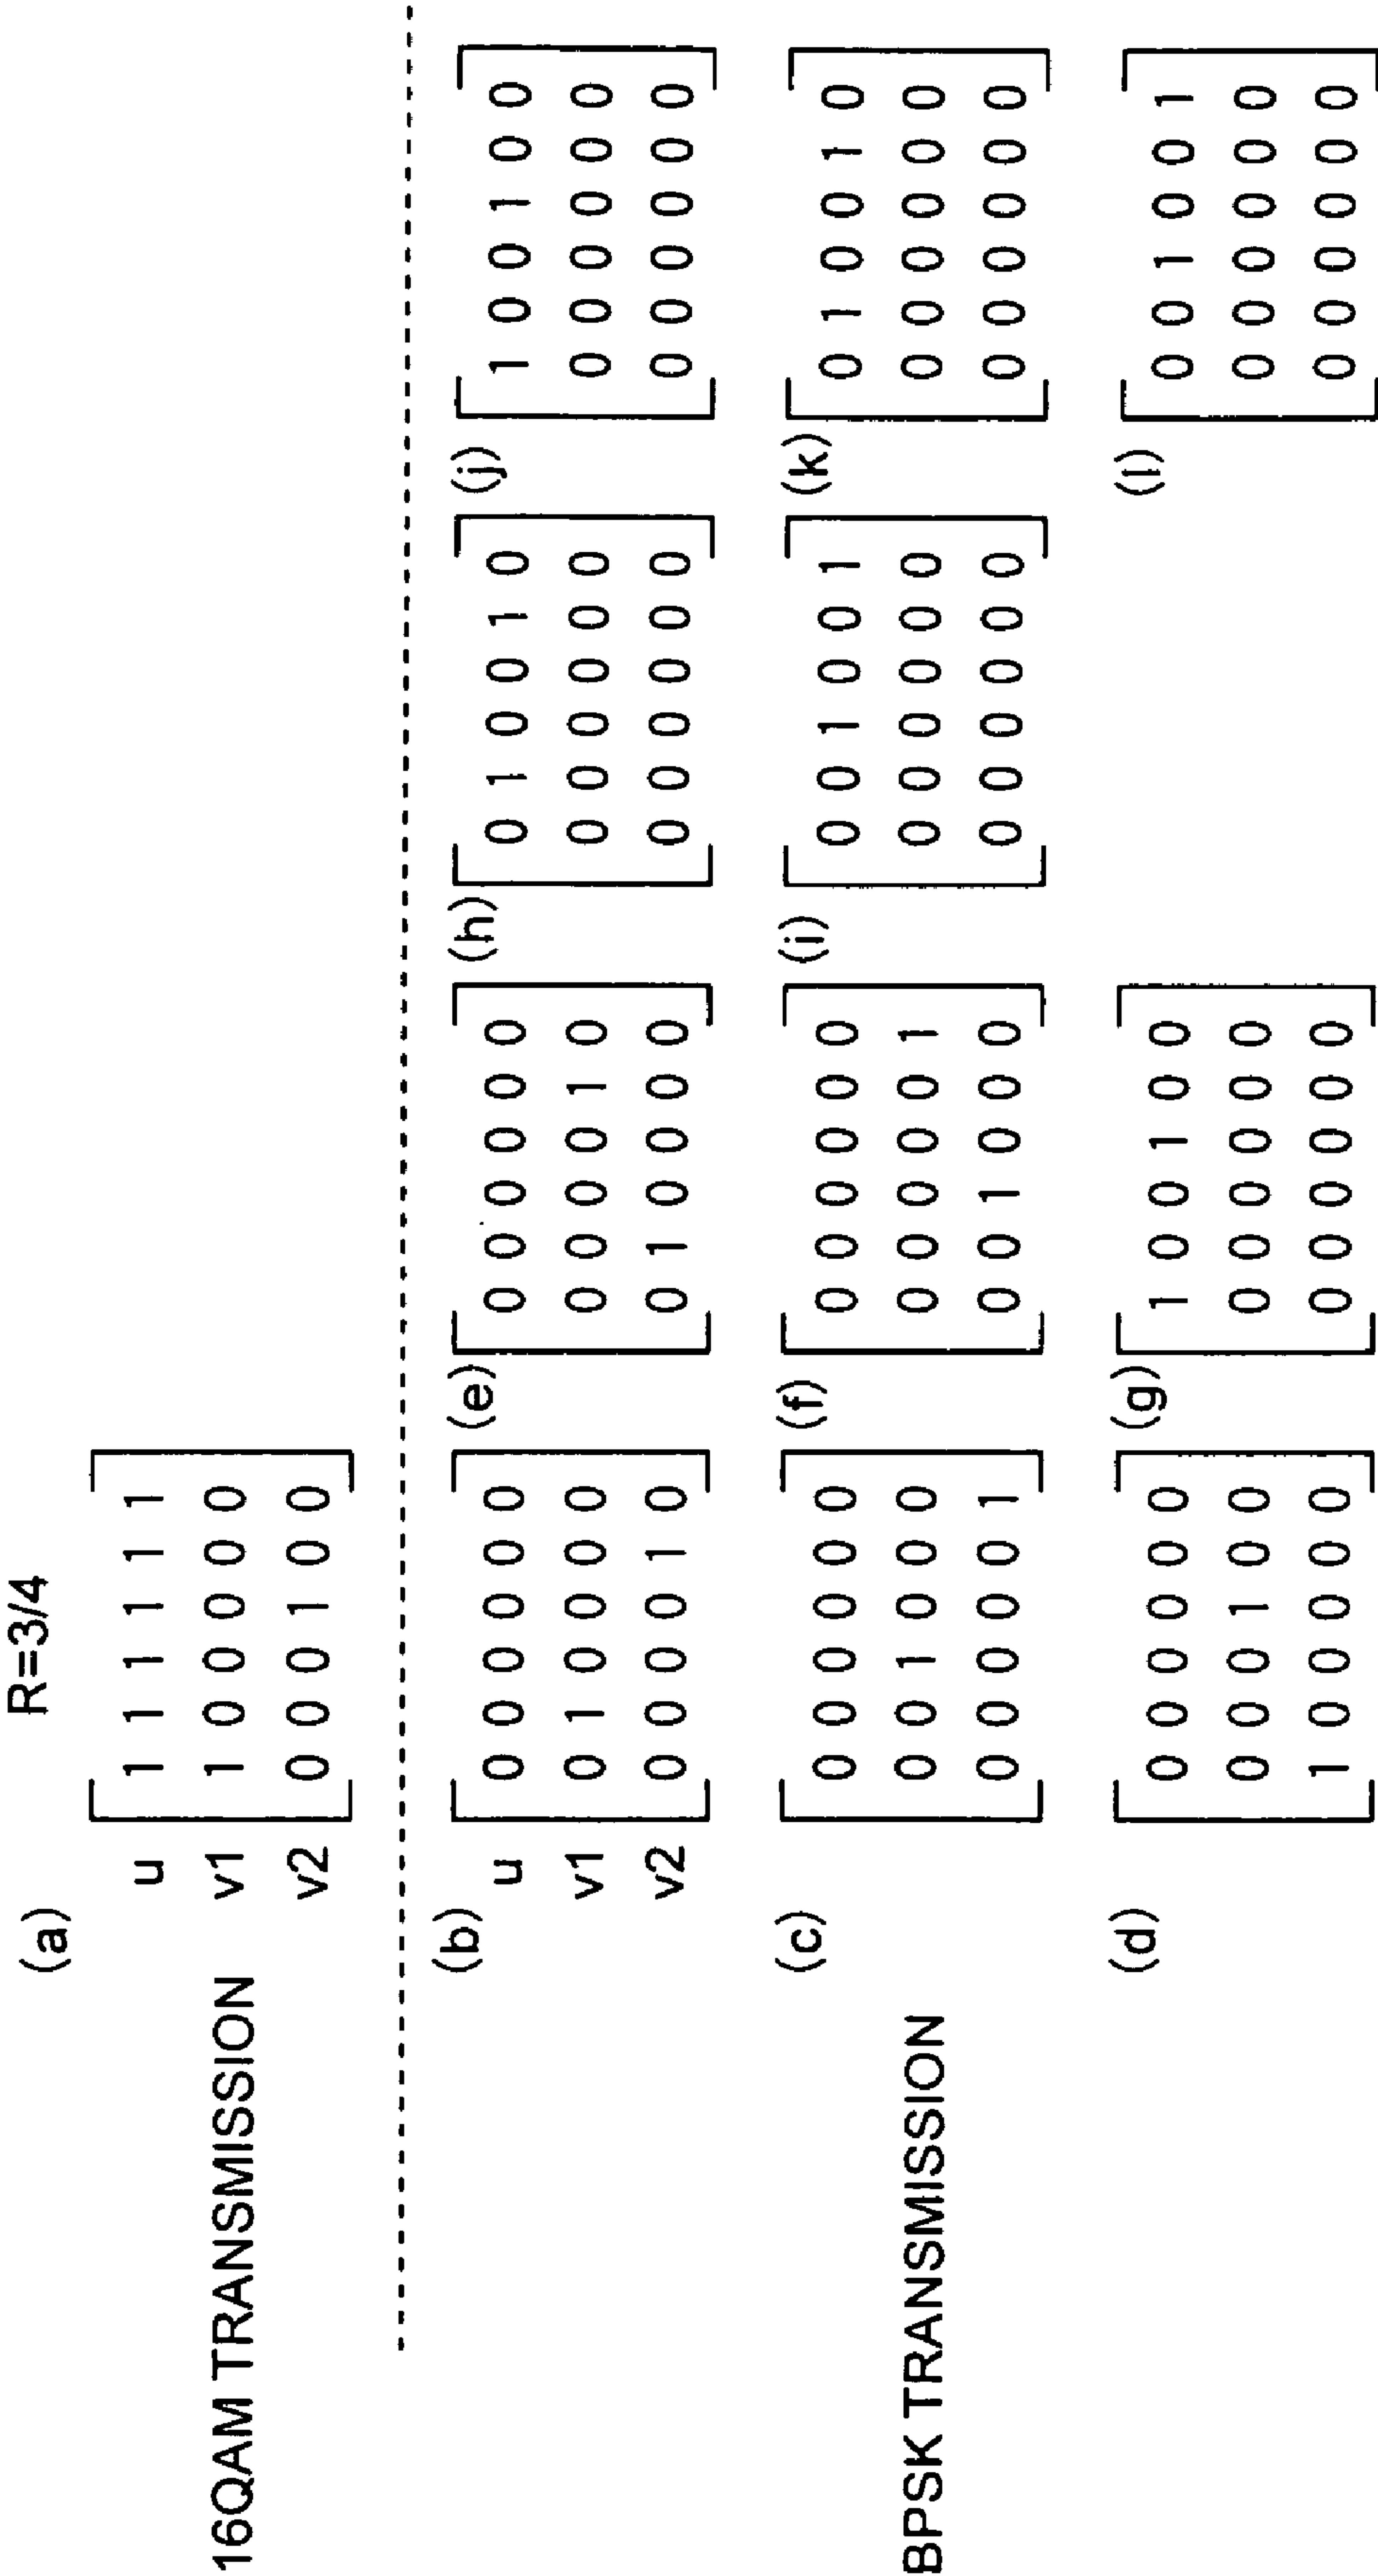 R=3/4
(a)
16QAM TRANSMISSION
u 1 1 1 1 1 1
v1 1 0 0 0 0 0
v2 0 0 0 1 0 0
BPSK TRANSMISSION
(b)
u 0 0 0 0 0 0
v1 0 1 0 0 0 0
v2 0 0 0 0 1 0
(e)
0 0 0 0 0 0
0 0 0 0 1 0
0 1 0 0 0 0
(h)
0 1 0 0 1 0
0 0 0 0 0 0
0 0 0 0 0 0
(j)
1 0 0 1 0 0
0 0 0 0 0 0
0 0 0 0 0 0
(c)
0 0 0 0 0 0
0 0 1 0 0 0
0 0 0 0 0 1
(f)
0 0 0 0 0 0
0 0 0 0 0 1
0 0 1 0 0 0
(i)
0 0 1 0 0 1
0 0 0 0 0 0
0 0 0 0 0 0
(k)
0 1 0 0 1 0
0 0 0 0 0 0
0 0 0 0 0 0
(d)
0 0 0 0 0 0
0 0 0 1 0 0
1 0 0 0 0 0
(g)
1 0 0 1 0 0
0 0 0 0 0 0
0 0 0 0 0 0
(l)
0 0 1 0 0 1
0 0 0 0 0 0
0 0 0 0 0 0